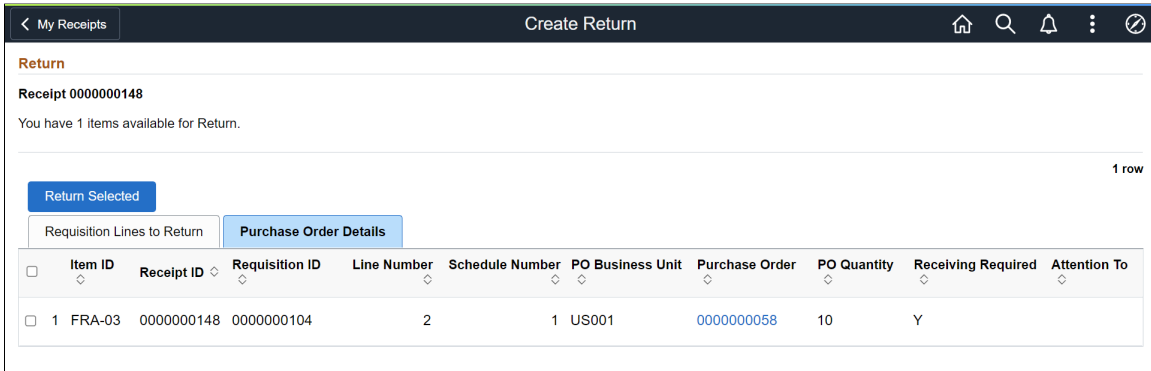 My Receipts
Create Return
Return
Receipt 0000000148
You have 1 items available for Return.
1 row
Return Selected
Requisition Lines to Return
Purchase Order Details
Item ID Receipt ID Requisition ID Line Number Schedule Number PO Business Unit Purchase Order PO Quantity Receiving Required Attention To
1 FRA-03 0000000148 0000000104 2 1 US001 0000000058 10 Y